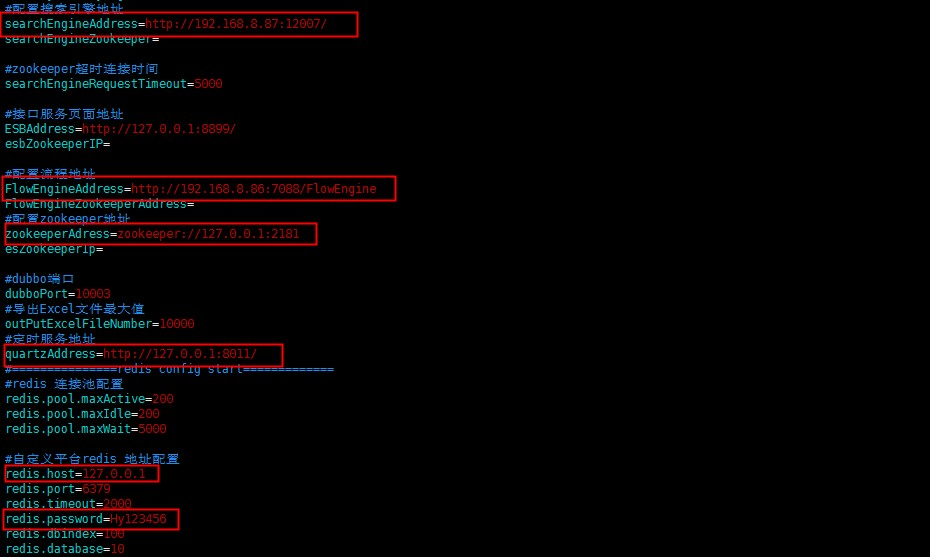 #配置搜索引擎地址
searchEngineAddress=http://192.168.8.87:12007/
searchEngineZookeeper=
#zookeeper超时连接时间
searchEngineRequestTimeout=5000
#接口服务页面地址
ESBAddress=http://127.0.0.1:8899/
esbZookeeperIP=
#配置流程地址
FlowEngineAddress=http://192.168.8.86:7088/FlowEngine
FlowEngineZookeeperAddress=
#配置zookeeper地址
zookeeperAdress=zookeeper://127.0.0.1:2181
esZookeeperIp=
#dubbo端口
dubboPort=10003
#导出Excel文件最大值
outPutExcelFileNumber=10000
#定时服务地址
quartzAddress=http://127.0.0.1:8011/
#===============redis config start=============
#redis 连接池配置
redis.pool.maxActive=200
redis.pool.maxIdle=200
redis.pool.maxWait=5000
#自定义平台redis 地址配置
redis.host=127.0.0.1
redis.port=6379
redis.timeout=2000
redis.password=Hy123456
redis.dbindex=100
redis.database=10